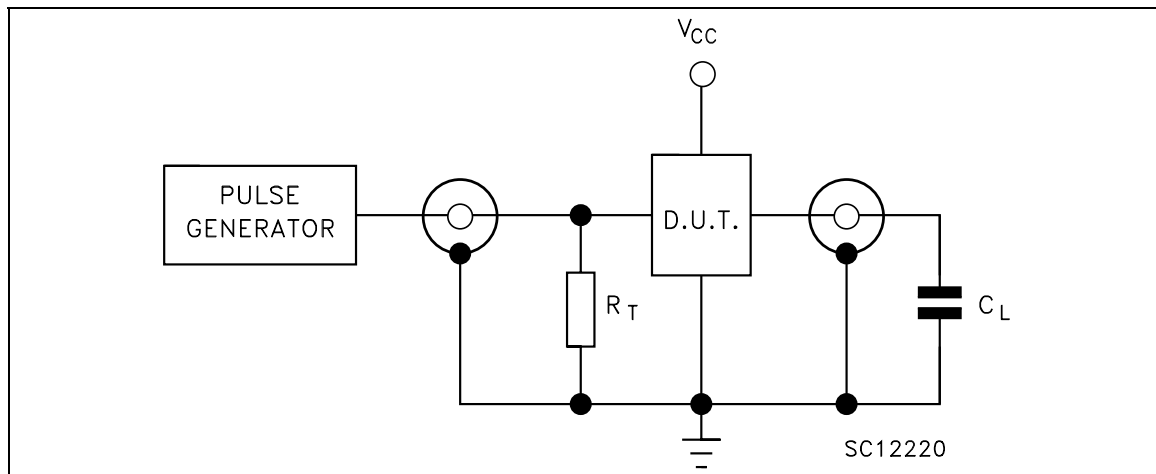 VCC
PULSE
GENERATOR
D.U.T.
RT
CL
SC12220